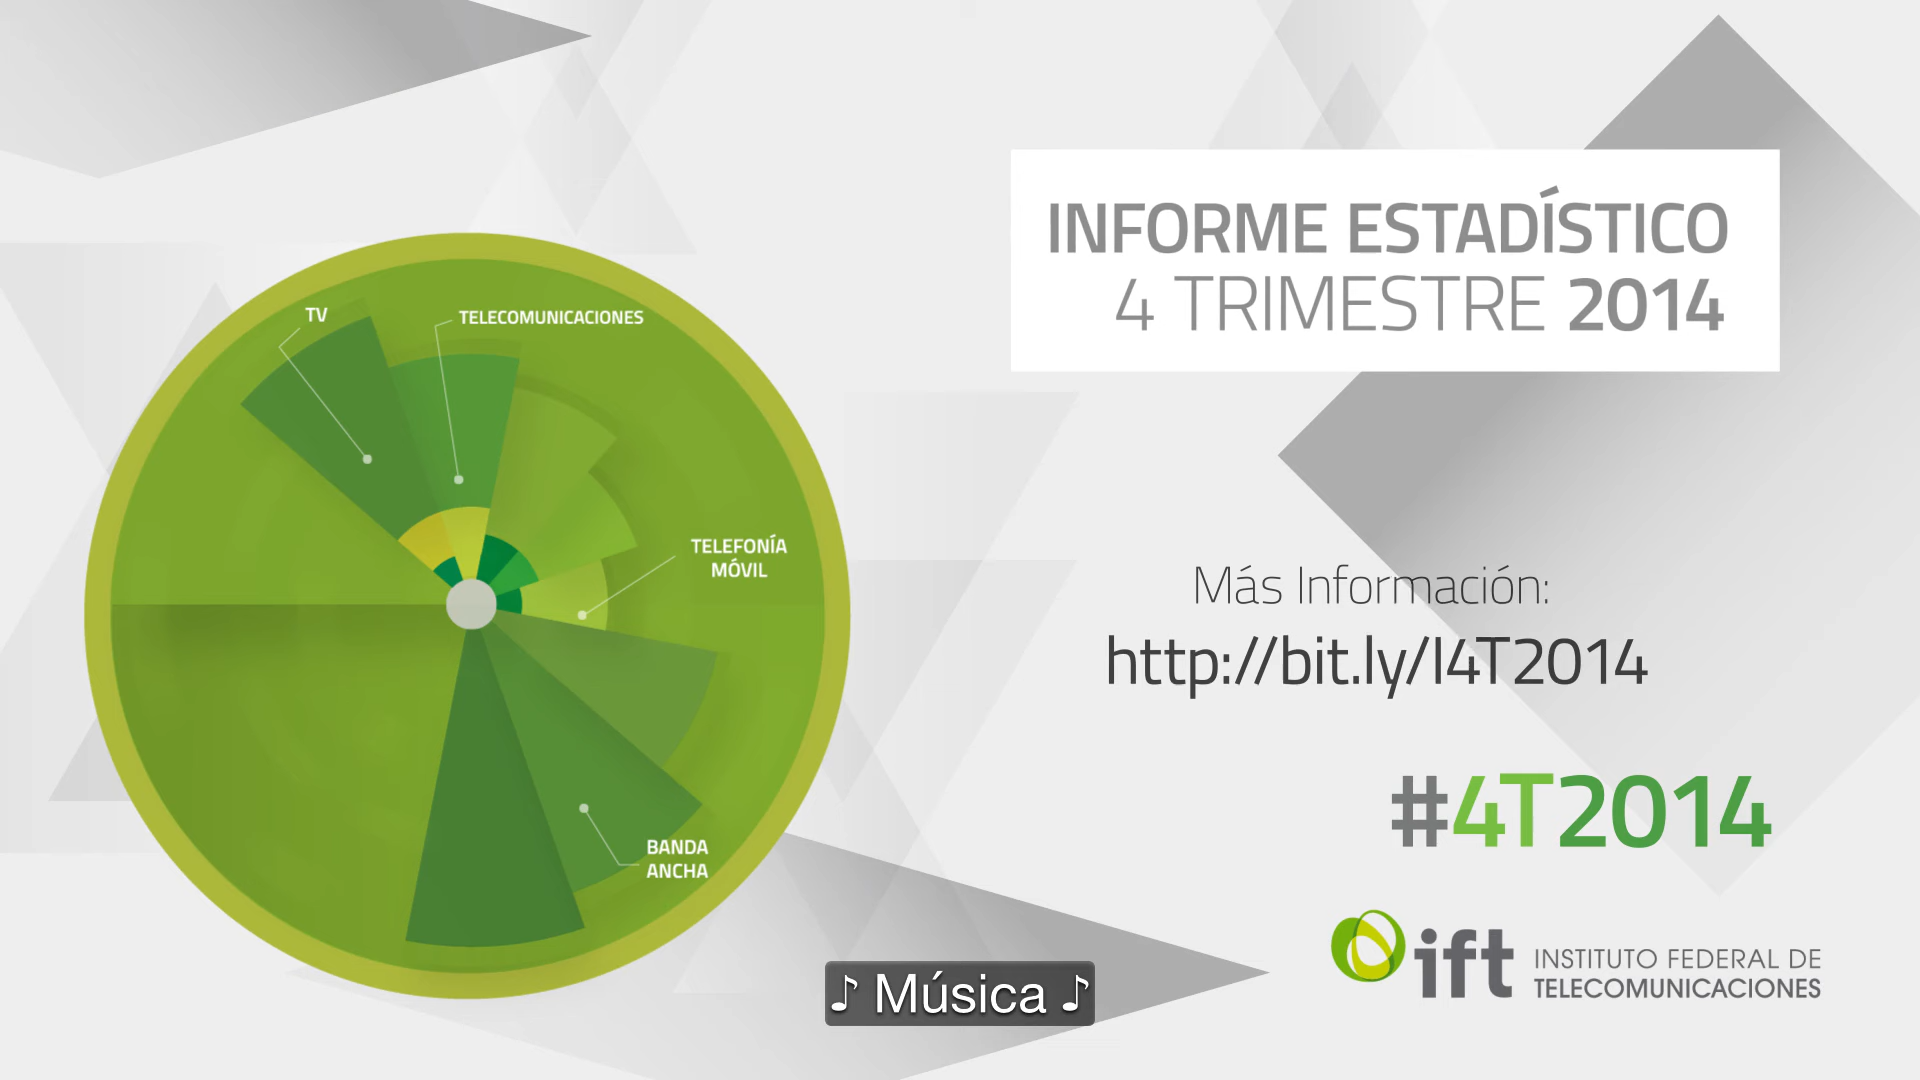 INFORME ESTADÍSTICO
4 TRIMESTRE 2014
TV
TELECOMUNICACIONES
TELEFONÍA
MÓVIL
BANDA
ANCHA
Más Información:
http://bit.ly/I4T2014
#4T2014
ift INSTITUTO FEDERAL DE
TELECOMUNICACIONES
♪ Música ♪